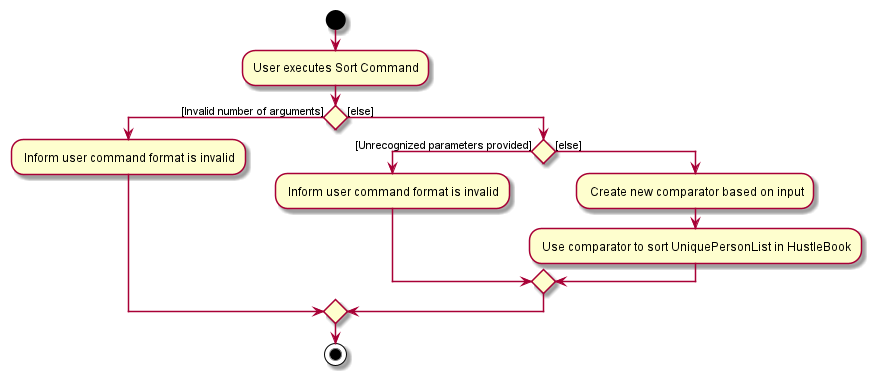 User executes Sort Command
[Invalid number of arguments]
[else]
Inform user command format is invalid
[Unrecognized parameters provided]
[else]
Inform user command format is invalid
Create new comparator based on input
Use comparator to sort UniquePersonList in HustleBook